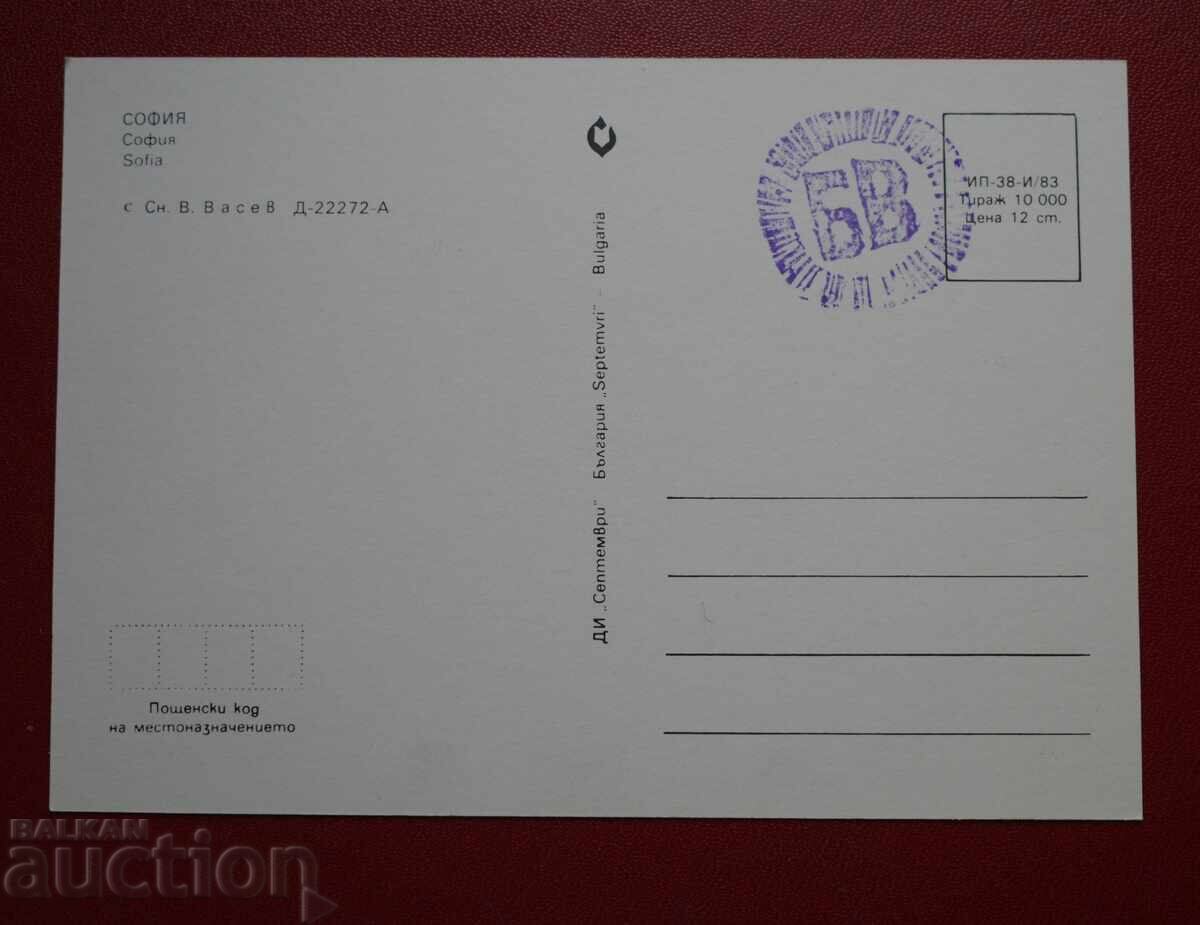 СОФИЯ
София
Sofia
с Сн. В. Васев Д-22272-А
Пощенски код
на местоназначението
ДИ „Септември" България „Septemvri" - Bulgaria
БВ
ИП-38-И/83
Тираж 10 000
Цена 12 ст.
BALKAN
auction